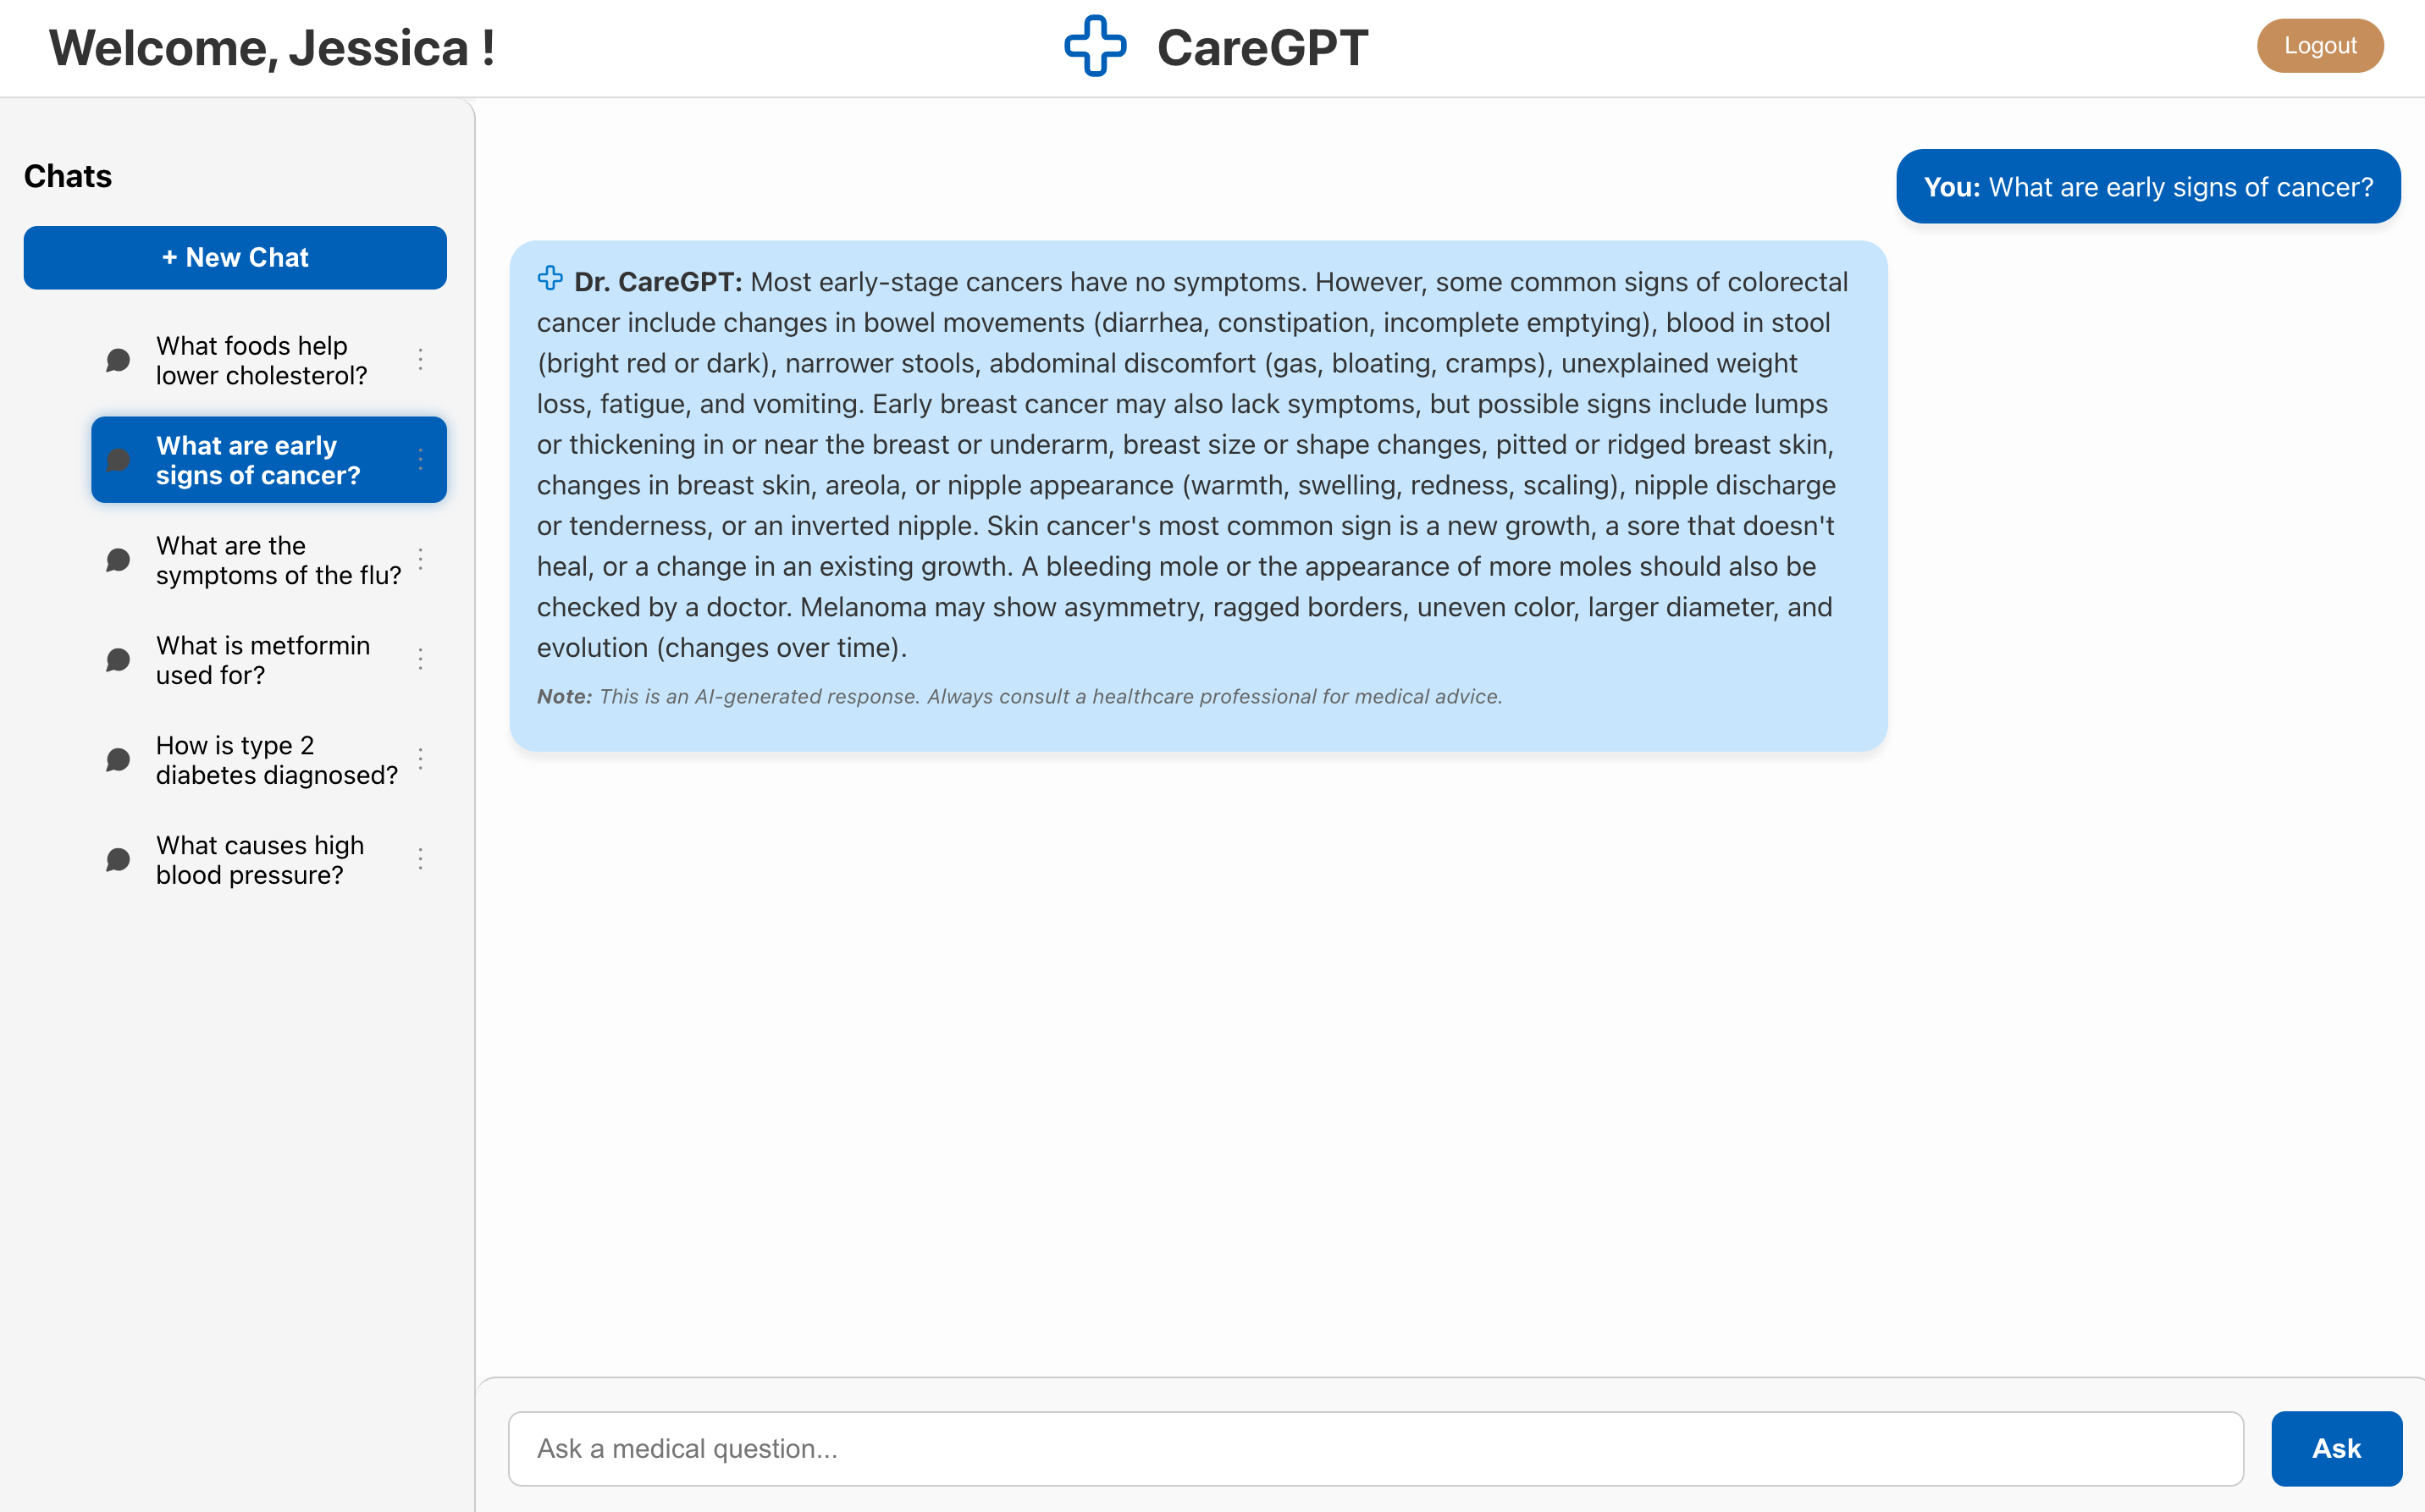 Welcome, Jessica !
CareGPT
Logout
Chats
+ New Chat
What foods help
lower cholesterol?
What are early
signs of cancer?
What are the
symptoms of the flu?
What is metformin
used for?
How is type 2
diabetes diagnosed?
What causes high
blood pressure?
You: What are early signs of cancer?
Dr. CareGPT: Most early-stage cancers have no symptoms. However, some common signs of colorectal
cancer include changes in bowel movements (diarrhea, constipation, incomplete emptying), blood in stool
(bright red or dark), narrower stools, abdominal discomfort (gas, bloating, cramps), unexplained weight
loss, fatigue, and vomiting. Early breast cancer may also lack symptoms, but possible signs include lumps
or thickening in or near the breast or underarm, breast size or shape changes, pitted or ridged breast skin,
changes in breast skin, areola, or nipple appearance (warmth, swelling, redness, scaling), nipple discharge
or tenderness, or an inverted nipple. Skin cancer's most common sign is a new growth, a sore that doesn't
heal, or a change in an existing growth. A bleeding mole or the appearance of more moles should also be
checked by a doctor. Melanoma may show asymmetry, ragged borders, uneven color, larger diameter, and
evolution (changes over time).
Note: This is an AI-generated response. Always consult a healthcare professional for medical advice.
Ask a medical question...
Ask